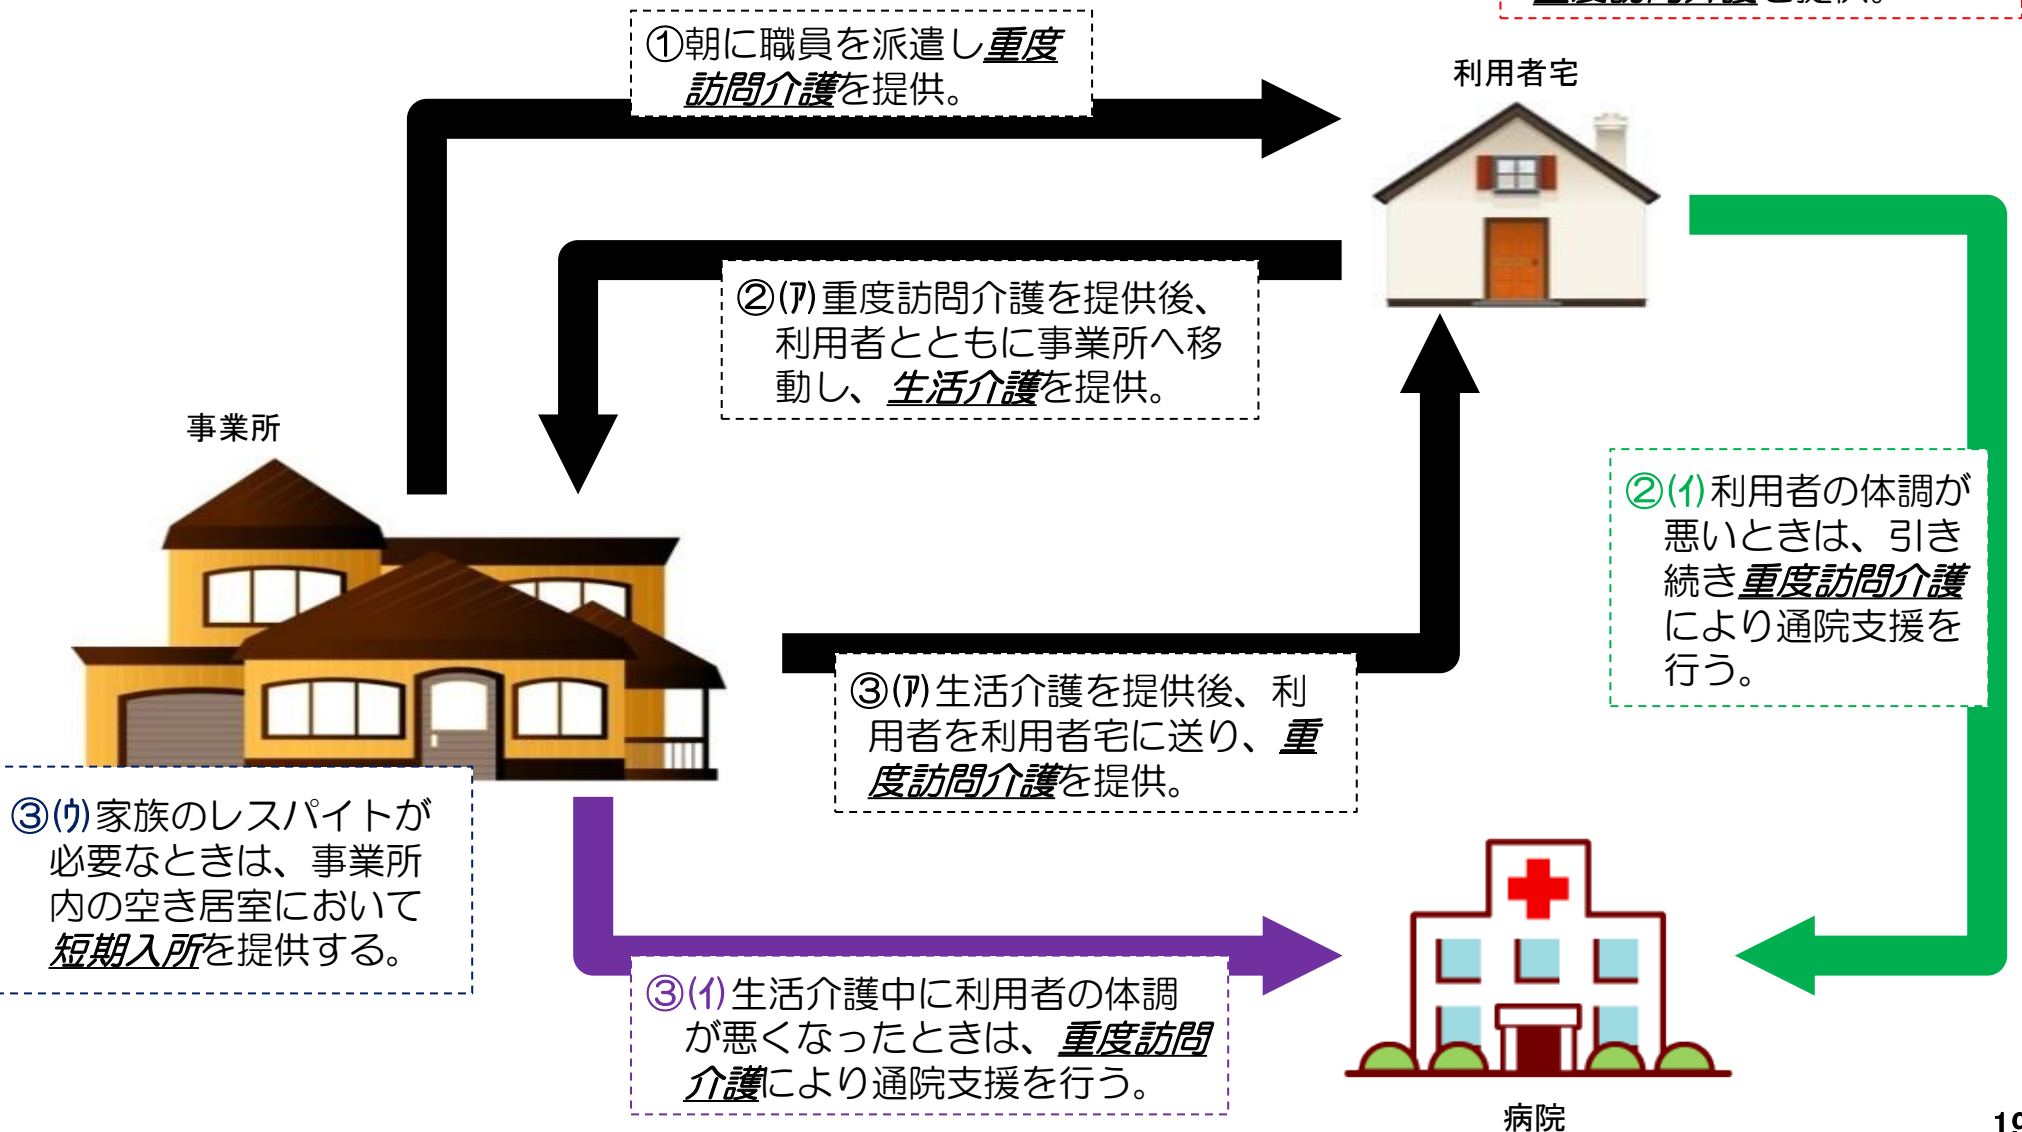 重度訪問介護を提供。
①朝に職員を派遣し重度
訪問介護を提供。
利用者宅
②(ｱ)重度訪問介護を提供後、
利用者とともに事業所へ移
動し、生活介護を提供。
事業所
②(ｲ)利用者の体調が
悪いときは、引き
続き重度訪問介護
により通院支援を
行う。
③(ｱ)生活介護を提供後、利
用者を利用者宅に送り、重
度訪問介護を提供。
③(ｳ)家族のレスパイトが
必要なときは、事業所
内の空き居室において
短期入所を提供する。
③(ｲ)生活介護中に利用者の体調
が悪くなったときは、重度訪問
介護により通院支援を行う。
病院
19